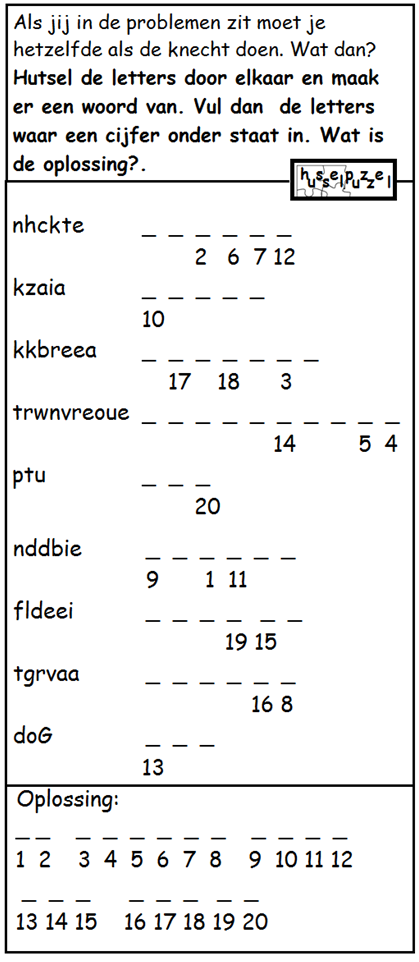 Als jij in de problemen zit moet je
hetzelfde als de knecht doen. Wat dan?
Hutsel de letters door elkaar en maak
er een woord van. Vul dan de letters
waar een cijfer onder staat in. Wat is
de oplossing?.
husselpuzzel
nhckte _ _ _ _ _ _
2 6 7 12
kzaia _ _ _ _ _
10
kkbreea _ _ _ _ _ _ _
17 18 3
trwnvreoue _ _ _ _ _ _ _ _ _ _
14 5 4
ptu _ _ _
20
nddbie _ _ _ _ _ _
9 1 11
fldeei _ _ _ _ _ _
19 15
tgrvaa _ _ _ _ _ _
16 8
doG _ _ _
13
Oplossing:
_ _ _ _ _ _ _ _ _ _ _ _
1 2 3 4 5 6 7 8 9 10 11 12
_ _ _ _ _ _ _ _
13 14 15 16 17 18 19 20